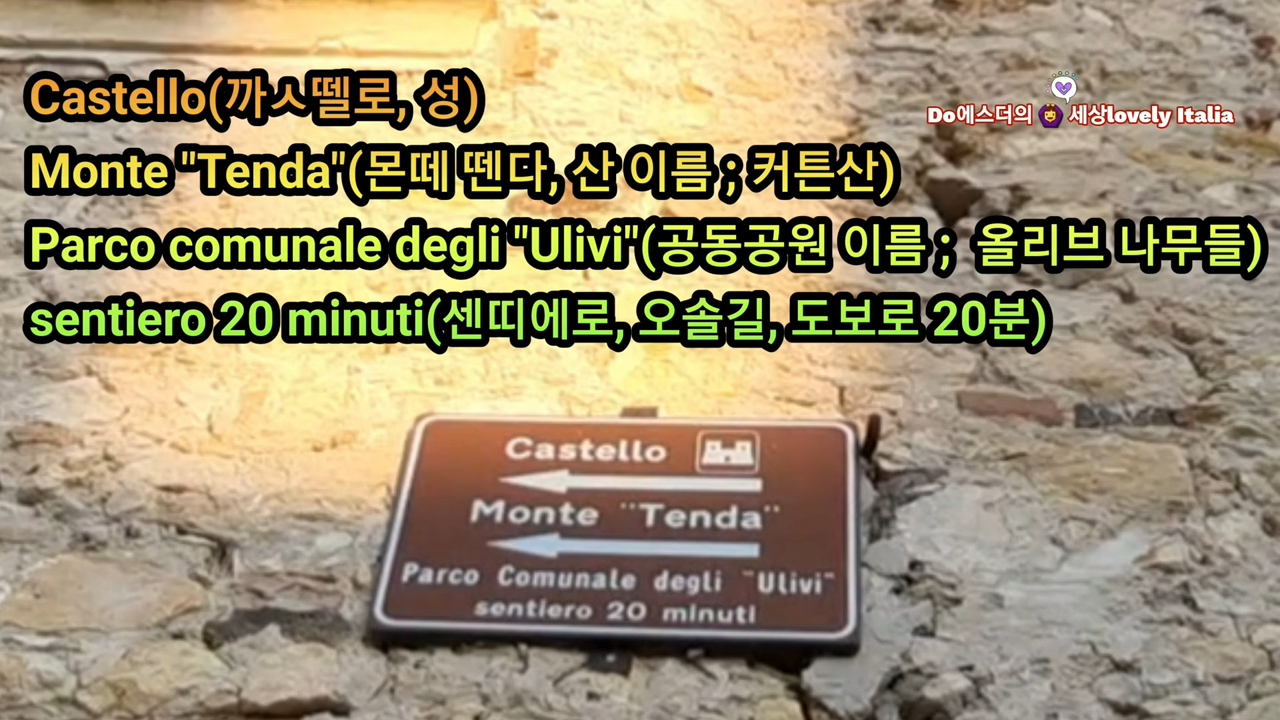 Castello(까ㅅ뗄로, 성)
Do에스더의 세상lovely Italia
Monte "Tenda"(몬떼 뗀다, 산 이름 ; 커튼산)
Parco comunale degli "Ulivi"(공동공원 이름 ; 올리브 나무들)
sentiero 20 minuti(센띠에로, 오솔길, 도보로 20분)
Castello
Monte "Tenda"
Parco Comunale degli "Ulivi"
sentiero 20 minuti